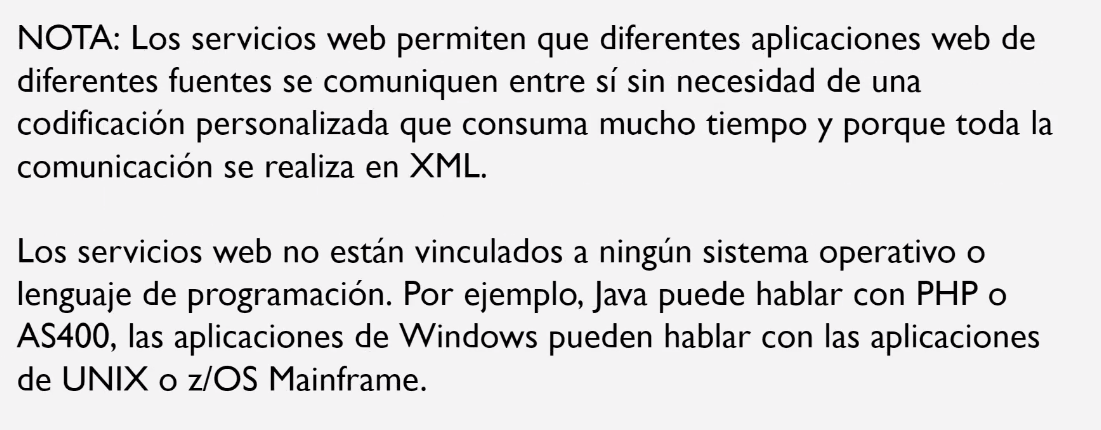 NOTA: Los servicios web permiten que diferentes aplicaciones web de
diferentes fuentes se comuniquen entre sí sin necesidad de una
codificación personalizada que consuma mucho tiempo y porque toda la
comunicación se realiza en XML.
Los servicios web no están vinculados a ningún sistema operativo o
lenguaje de programación. Por ejemplo, Java puede hablar con PHP o
AS400, las aplicaciones de Windows pueden hablar con las aplicaciones
de UNIX o z/OS Mainframe.